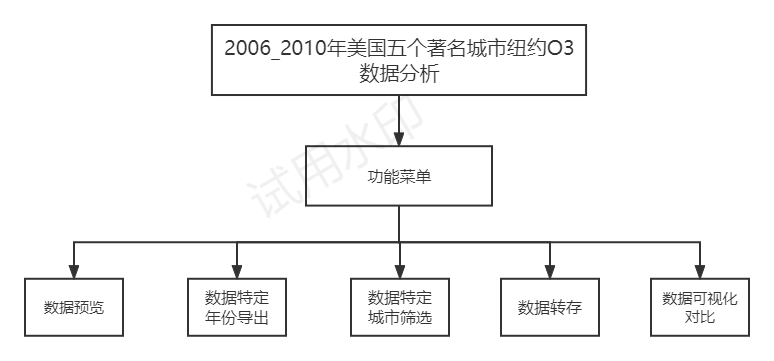 2006_2010年美国五个著名城市纽约O3
数据分析
试用水印
功能菜单
数据预览
数据特定
年份导出
数据特定
城市筛选
数据转存
数据可视化
对比